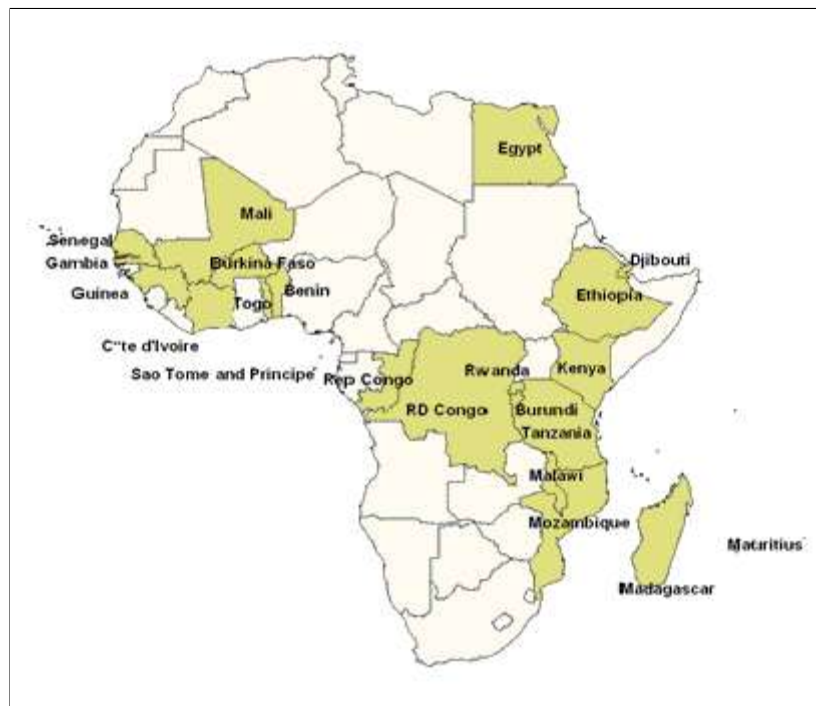 Egypt
Mali
Senegal
Gambia
Burkina Faso
Djibouti
Guinea
Togo
Benin
Ethiopia
C"te d'Ivoire
Sao Tome and Principe
Rep Congo
Rwanda
Kenya
RD Congo
Burundi
Tanzania
Malawi
Mozambique
Mauritius
Madagascar